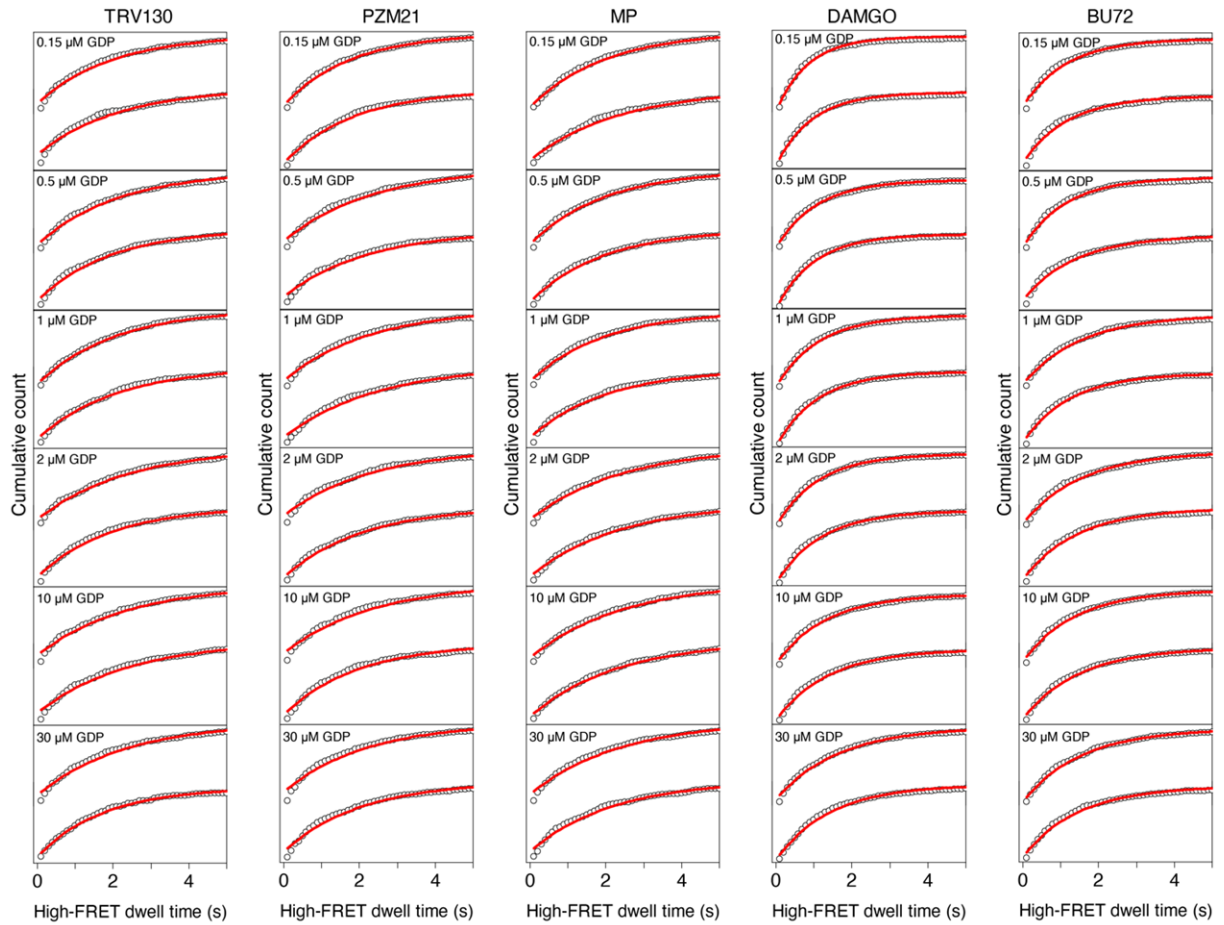 TRV130 PZM21 MP DAMGO BU72
0.15 µM GDP 0.15 µM GDP 0.15 µM GDP 0.15 µM GDP 0.15 µM GDP
0.5 µM GDP 0.5 µM GDP 0.5 µM GDP 0.5 µM GDP 0.5 µM GDP
1 µM GDP 1 µM GDP 1 µM GDP 1 µM GDP 1 µM GDP
Cumulative count Cumulative count Cumulative count Cumulative count Cumulative count
2 µM GDP 2 µM GDP 2 µM GDP 2 µM GDP 2 µM GDP
10 µM GDP 10 µM GDP 10 µM GDP 10 µM GDP 10 µM GDP
30 µM GDP 30 µM GDP 30 µM GDP 30 µM GDP 30 µM GDP
0 2 4 0 2 4 0 2 4 0 2 4 0 2 4
High-FRET dwell time (s) High-FRET dwell time (s) High-FRET dwell time (s) High-FRET dwell time (s) High-FRET dwell time (s)